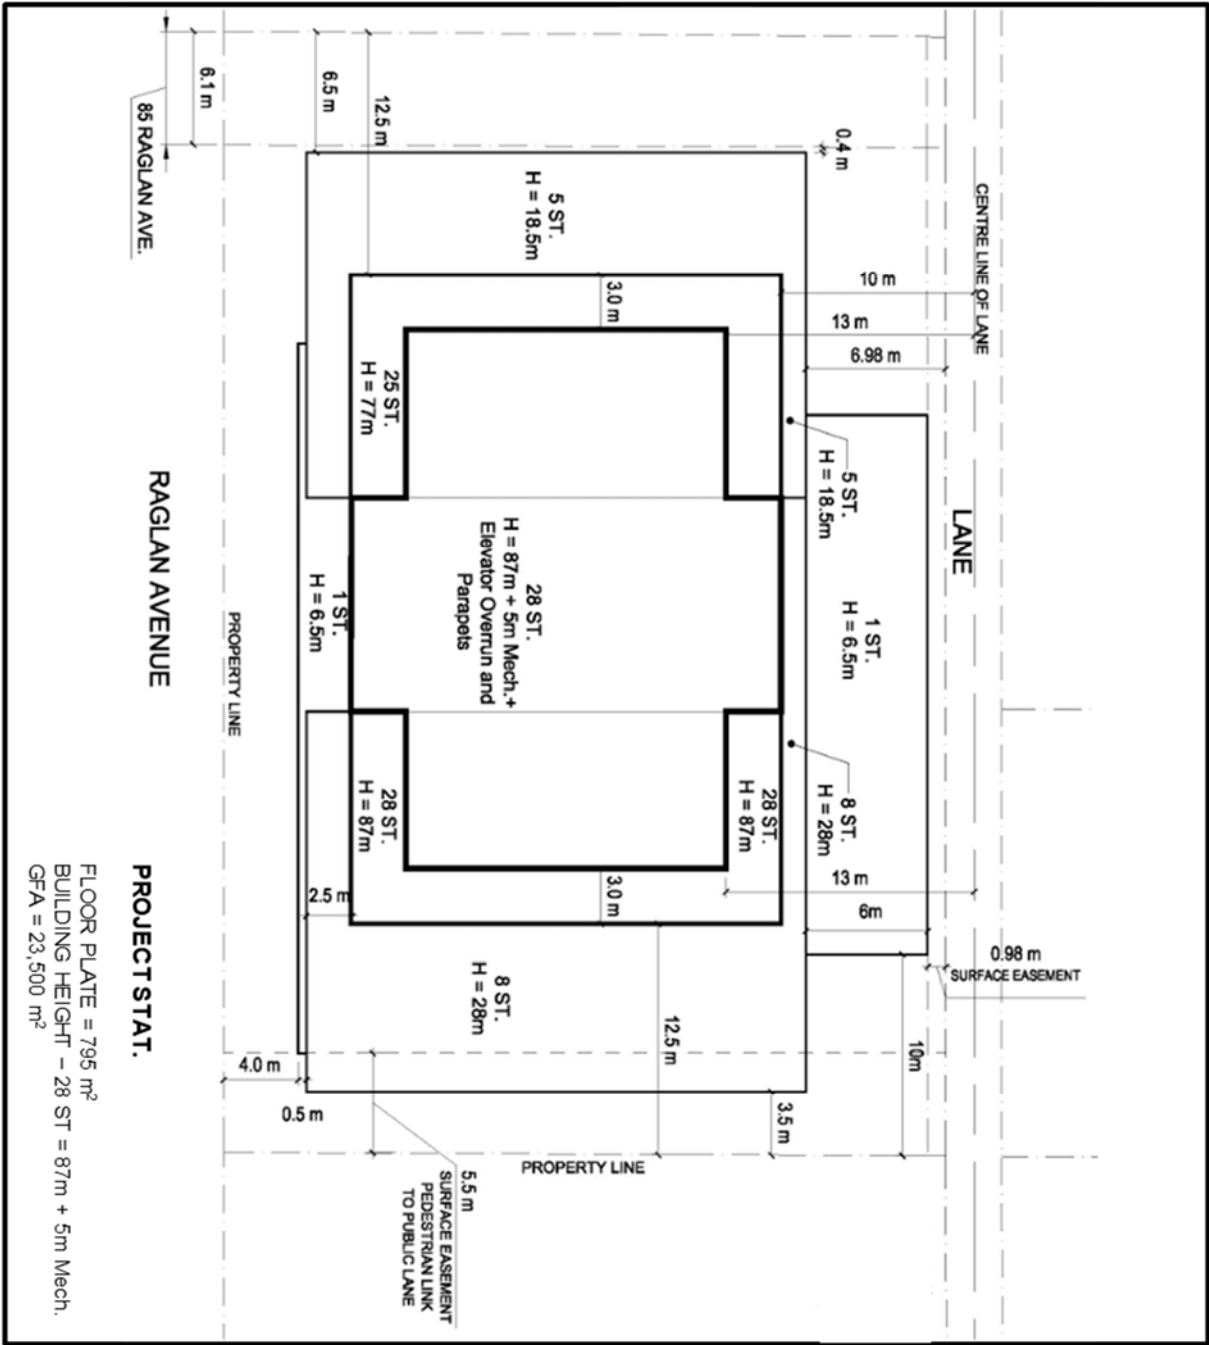 6.1 m
85 RAGLAN AVE.
6.5 m
12.5 m
0.4 m
CENTRE LINE OF LANE
5 ST.
H = 18.5m
3.0 m
10 m
13 m
6.98 m
25 ST.
H = 77m
5 ST.
H = 18.5m
LANE
RAGLAN AVENUE
PROPERTY LINE
1 ST.
H = 6.5m
28 ST.
H = 87m + 5m Mech.+
Elevator Overrun and
Parapets
1 ST.
H = 6.5m
28 ST.
H = 87m
28 ST.
H = 87m
8 ST.
H = 28m
13 m
6m
3.0 m
2.5 m
0.98 m
SURFACE EASEMENT
8 ST.
H = 28m
12.5 m
10m
4.0 m
0.5 m
3.5 m
PROPERTY LINE
5.5 m
SURFACE EASEMENT
PEDESTRIAN LINK
TO PUBLIC LANE
PROJECT STAT.
FLOOR PLATE = 795 m²
BUILDING HEIGHT - 28 ST = 87m + 5m Mech.
GFA = 23,500 m²